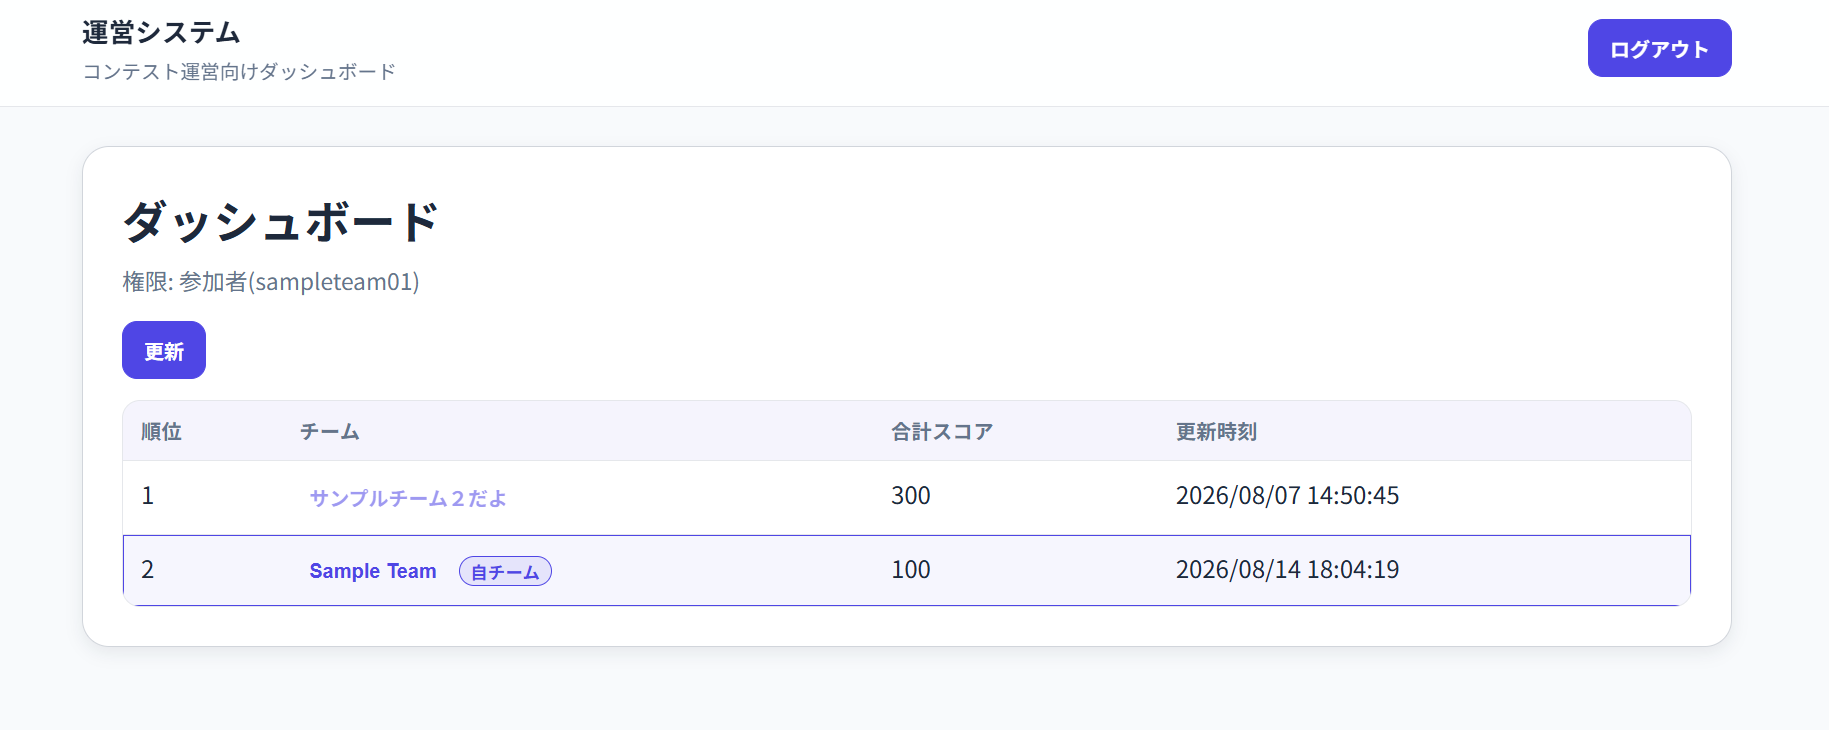 運営システム
コンテスト運営向けダッシュボード
ログアウト
ダッシュボード
権限: 参加者(sampleteam01)
更新
順位 チーム 合計スコア 更新時刻
1 サンプルチーム２だよ 300 2026/08/07 14:50:45
2 Sample Team 自チーム 100 2026/08/14 18:04:19